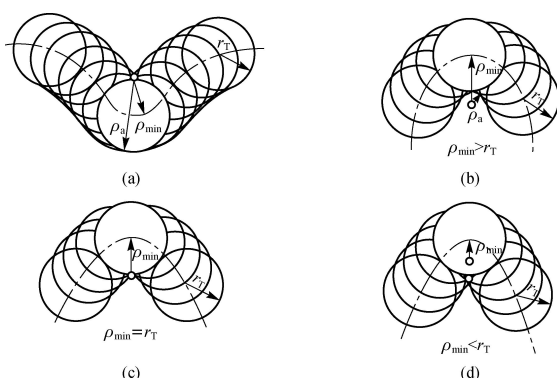 r_T
ρ_a
ρ_min
(a)
ρ_min
r_T
ρ_a
ρ_min>r_T
(b)
ρ_min
r_T
ρ_min=r_T
(c)
ρ_min
r_T
ρ_min<r_T
(d)